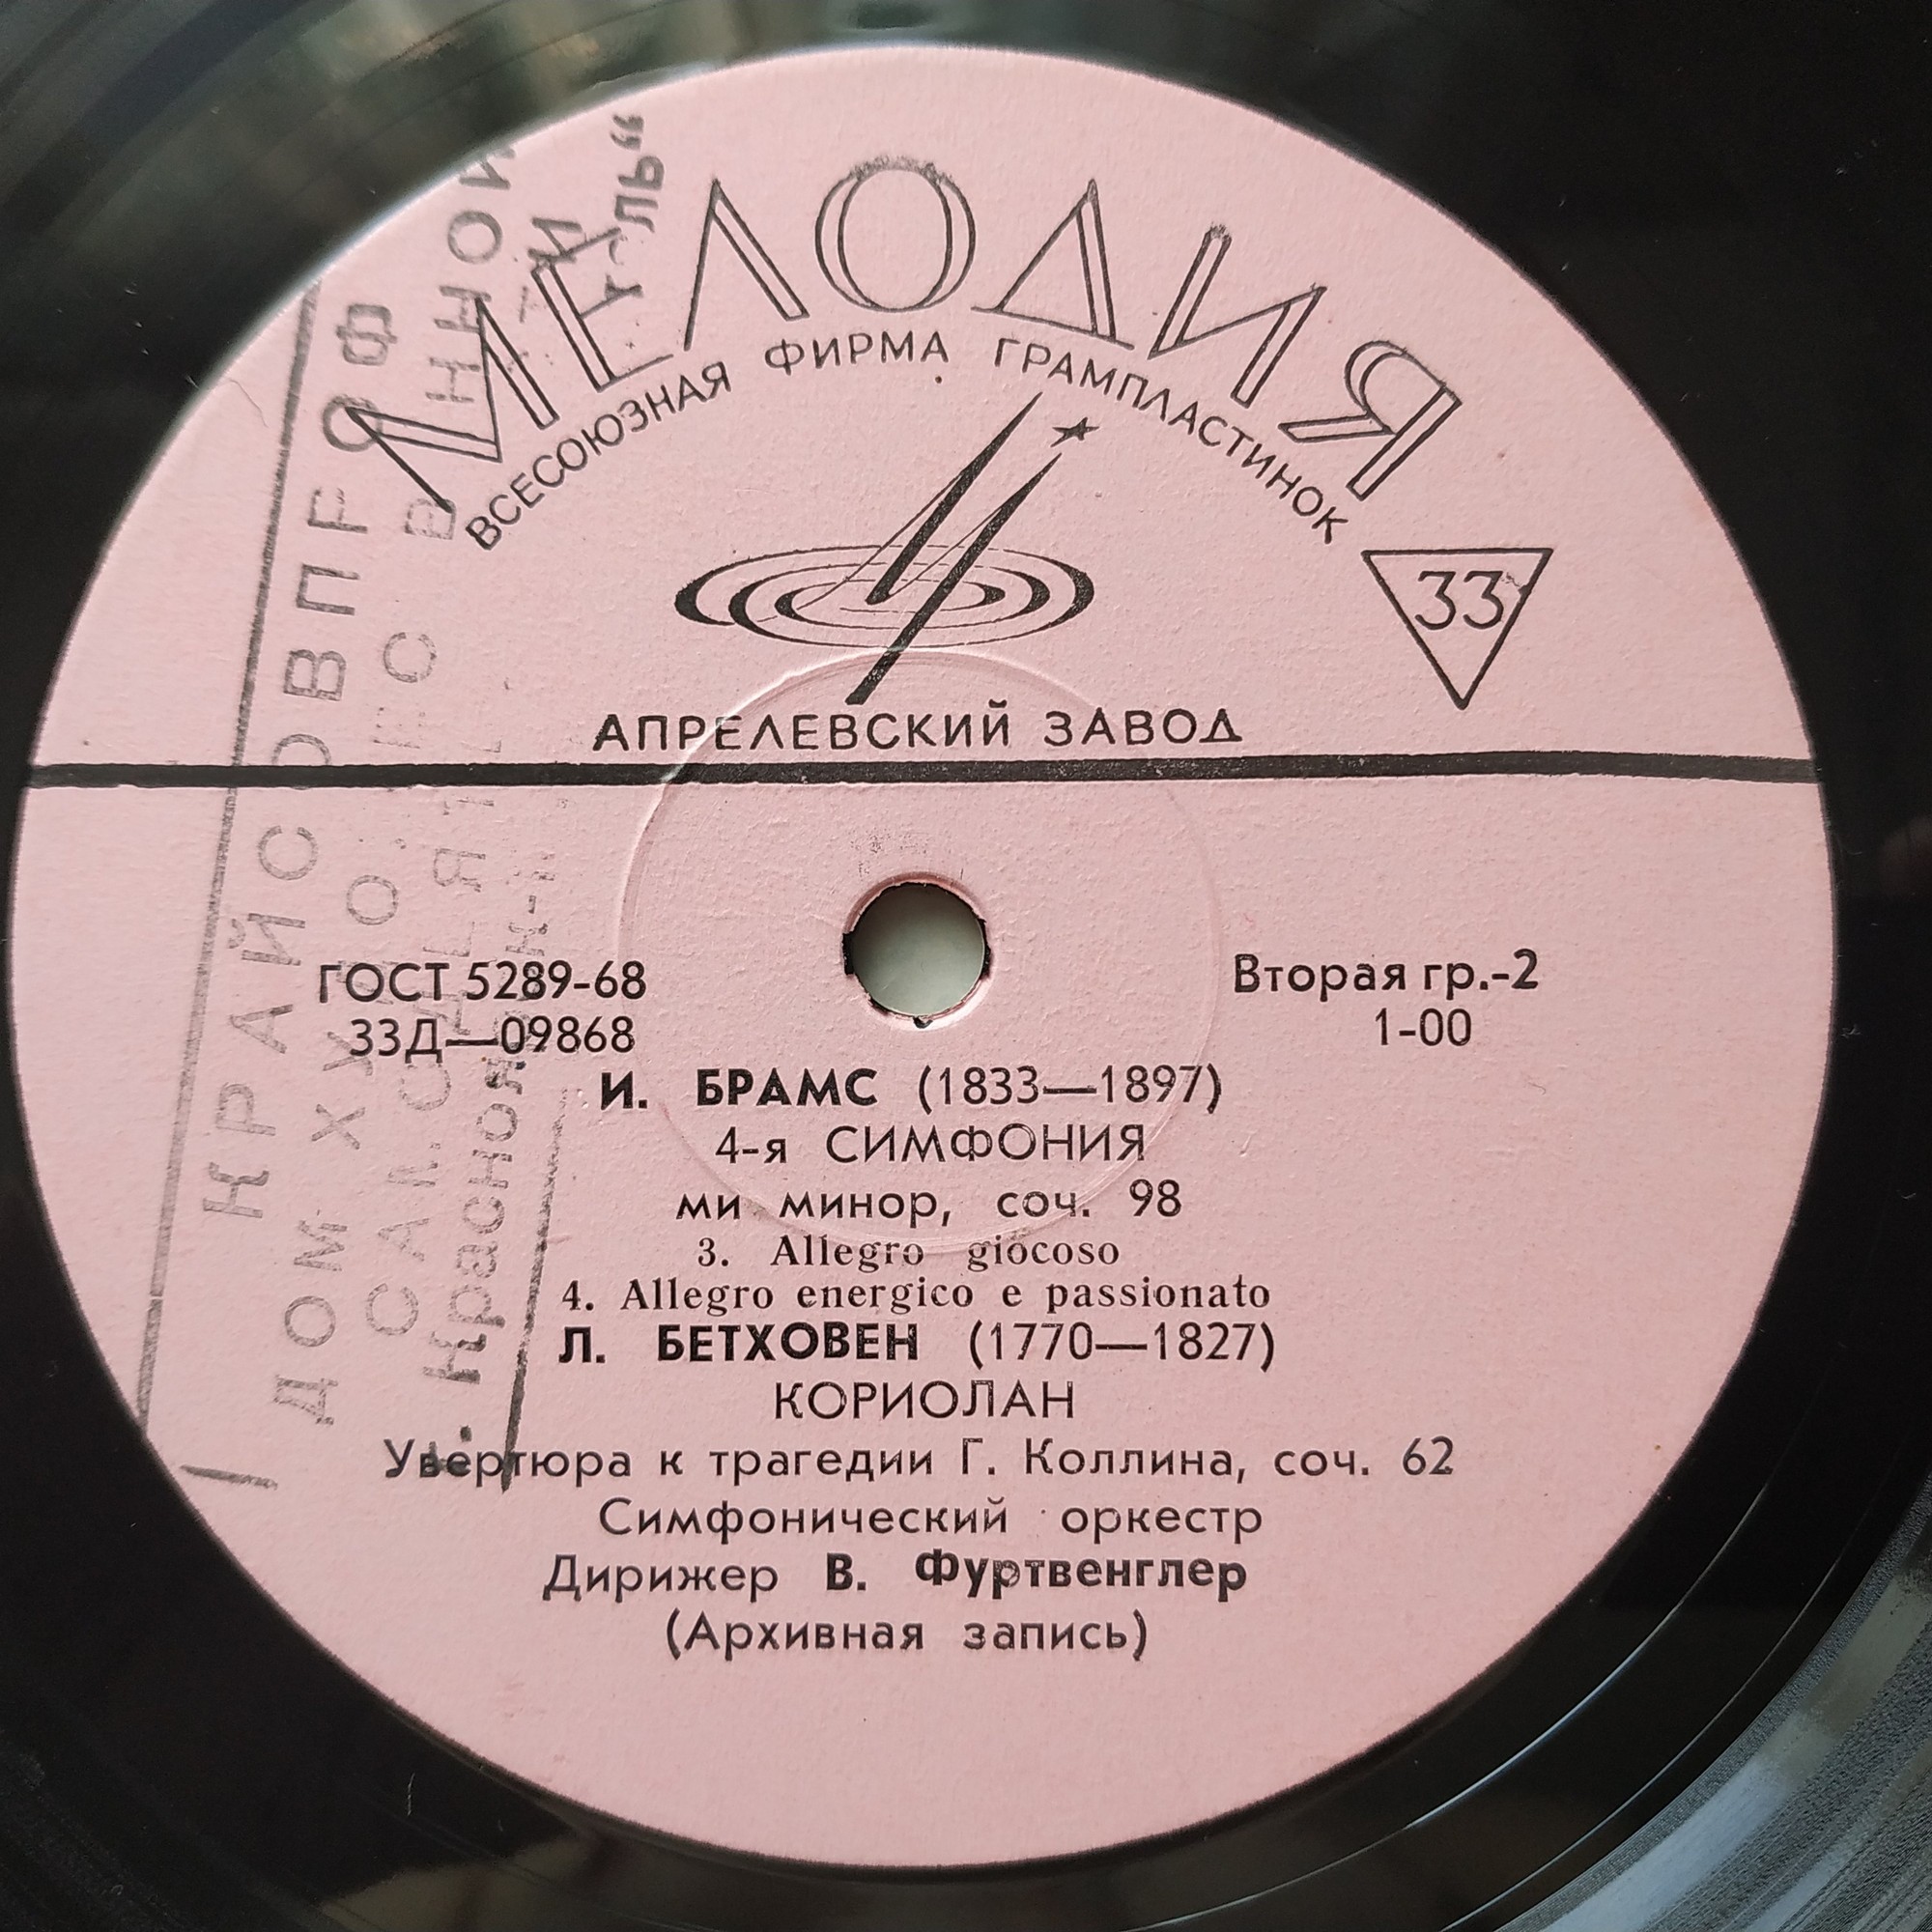 МЕЛОДИЯ
ВСЕСОЮЗНАЯ ФИРМА ГРАМПЛАСТИНОК
33
АПРЕЛЕВСКИЙ ЗАВОД
ГОСТ 5289-68
33Д—09868
Вторая гр.-2
1-00
И. БРАМС (1833—1897)
4-я СИМФОНИЯ
ми минор, соч. 98
3. Allegro giocoso
4. Allegro energico e passionato
Л. БЕТХОВЕН (1770—1827)
КОРИОЛАН
Увертюра к трагедии Г. Коллина, соч. 62
Симфонический оркестр
Дирижер В. Фуртвенглер
(Архивная запись)
КРАЙСОВПРОФ
ДОМ